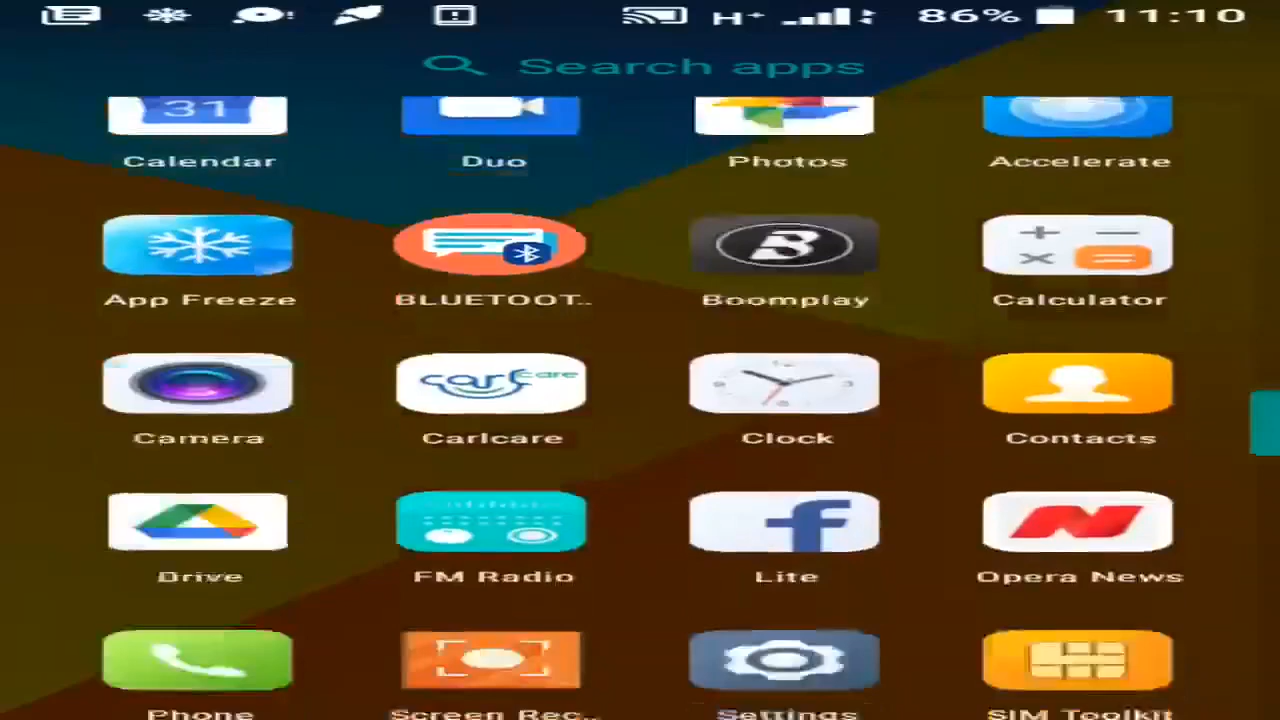 H+ 86% 11:10
Search apps
31
Calendar Duo Photos Accelerate
App Freeze BLUETOOT.. Boomplay Calculator
carlcare
Camera Carlcare Clock Contacts
Drive FM Radio Lite Opera News
Phone Screen Rec.. Settings SIM Toolkit